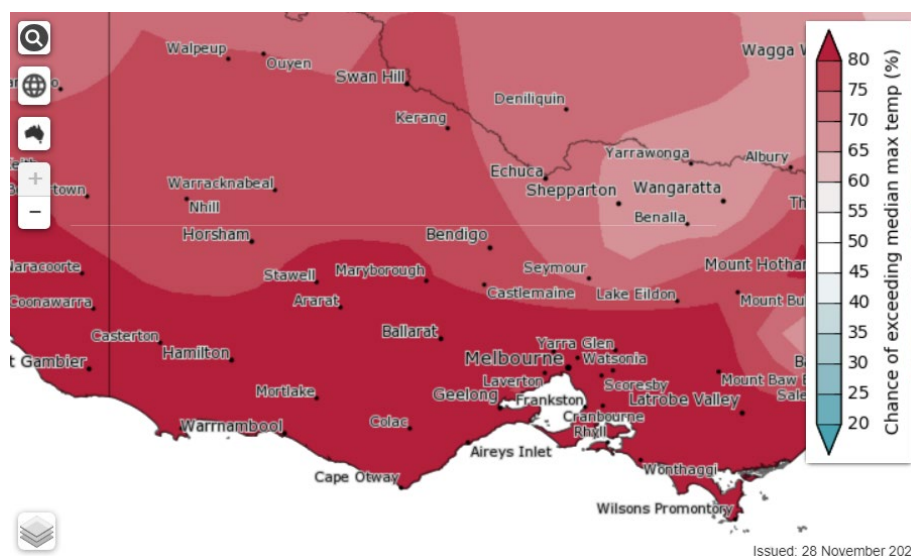 Walpeup
Ouyen
Wagga W
Swan Hill
Deniliquin
Kerang
Yarrawonga
Albury
Echuca
Shepparton
Wangaratta
Warracknabeal
Nhill
Benalla
Th
Horsham
Bendigo
Naracoorte
Stawell
Maryborough
Seymour
Mount Hotham
Coonawarra
Ararat
Castlemaine
Lake Eildon
Mount Bu
Casterton
Ballarat
Yarra Glen
t Gambier
Hamilton
Melbourne
Watsonia
Laverton
Scoresby
Mount Baw B
Mortlake
Geelong
Frankston
Latrobe Valley
Sale
Warrnambool
Colac
Cranbourne
Rhyll
Aireys Inlet
Wonthaggi
Cape Otway
Wilsons Promontory
80
75
70
65
60
55
50
45
40
35
30
25
20
Chance of exceeding median max temp (%)
Issued: 28 November 202